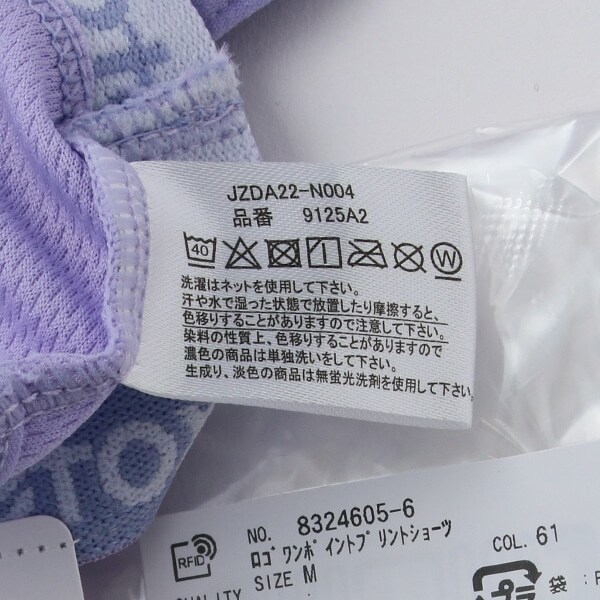 JZDA22-N004
品番 9125A2
40
W
洗濯はネットを使用して下さい。
汗や水で湿った状態で放置したり摩擦すると、
色移りすることがありますので注意して下さい。
染料の性質上、色移りすることがありますので
濃色の商品は単独洗いをして下さい。
生成り、淡色の商品は無蛍光洗剤を使用して下さい。
RFID
NO. 8324605-6
ロゴワンポイントプリントショーツ
SIZE M
COL. 61
QUALITY
プラ
袋 : P